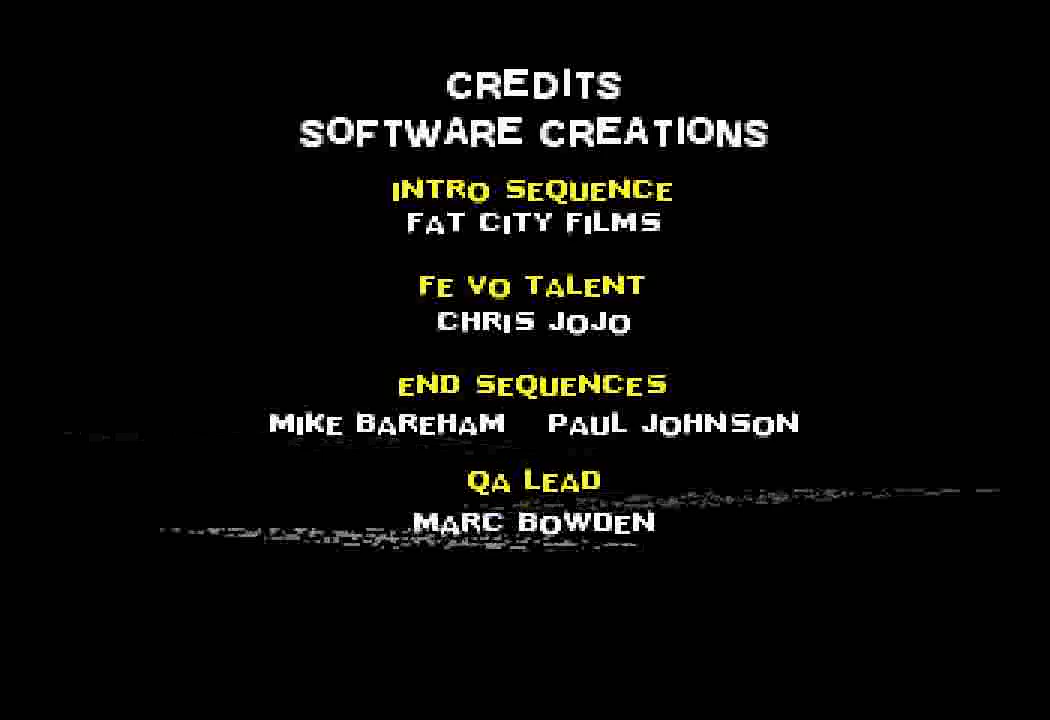 CREDITS
SOFTWARE CREATIONS
INTRO SEQUENCE
FAT CITY FILMS
FE VO TALENT
CHRIS JOJO
END SEQUENCES
MIKE BAREHAM PAUL JOHNSON
QA LEAD
MARC BOWDEN